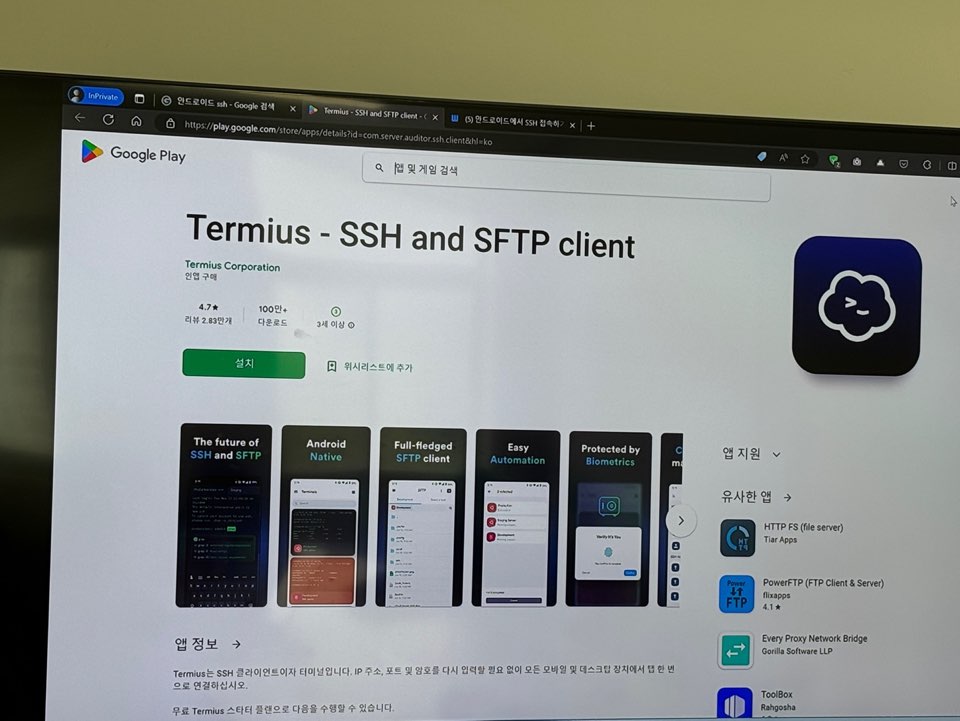 InPrivate
안드로이드 ssh - Google 검색
Termius - SSH and SFTP client -
(5) 안드로이드에서 SSH 접속하
https://play.google.com/store/apps/details?id=com.server.auditor.ssh.client&hl=ko
Google Play
앱 및 게임 검색
Termius - SSH and SFTP client
Termius Corporation
인앱 구매
4.7★
리뷰 2.83만개
100만+
다운로드
3
3세 이상
설치
위시리스트에 추가
The future of
SSH and SFTP
Android
Native
Full-fledged
SFTP client
Easy
Automation
Protected by
Biometrics
Terminals
SFTP
Verify it's You
앱 지원
유사한 앱
HTTP FS (file server)
Tiar Apps
Power
FTP
PowerFTP (FTP Client & Server)
flixapps
4.1★
Every Proxy Network Bridge
Gorilla Software LLP
ToolBox
Rahgosha
앱 정보
Termius는 SSH 클라이언트이자 터미널입니다. IP 주소, 포트 및 암호를 다시 입력할 필요 없이 모든 모바일 및 데스크탑 장치에서 탭 한 번
으로 연결하십시오.
무료 Termius 스타터 플랜으로 다음을 수행할 수 있습니다.